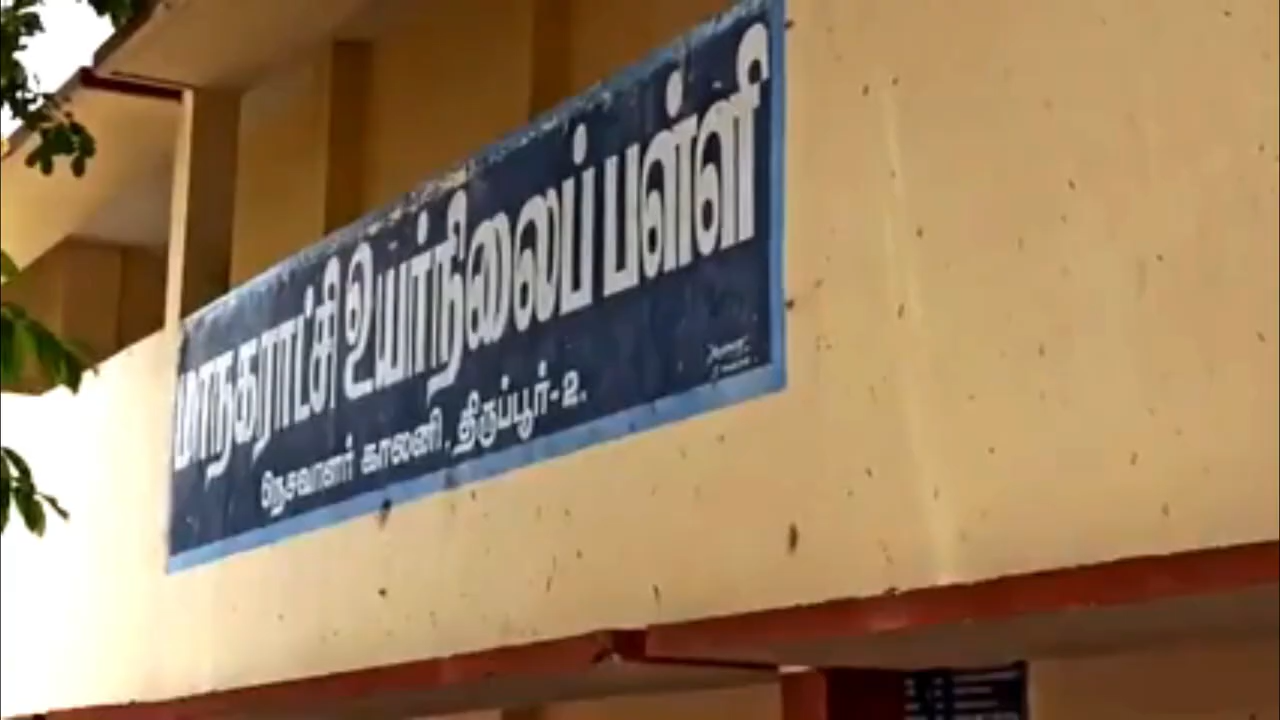 மாநகராட்சி உயர்நிலைப் பள்ளி
நெசவாளர் காலனி, திருப்பூர்-2.